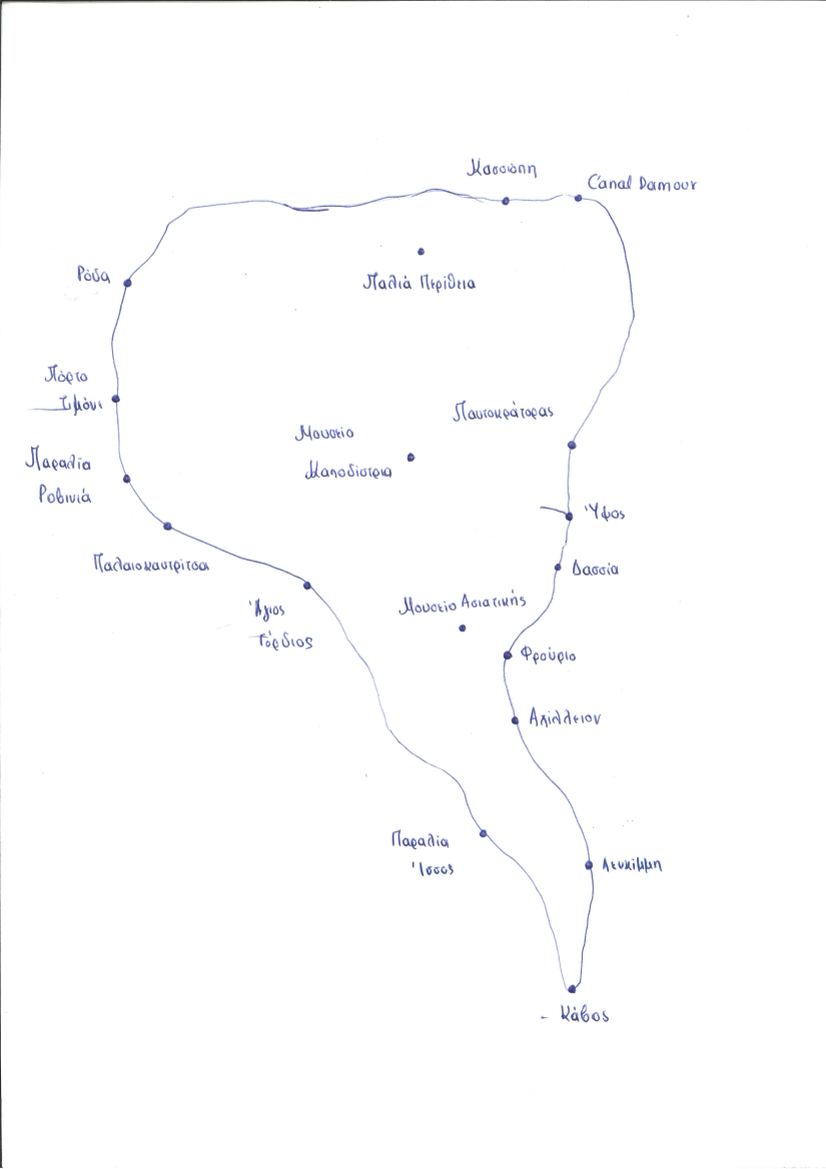 Κασσιώπη
Canal Damour
Ρόδα
Παλιά Περίθεια
Πόρτο
Τιμόνι
Παντοκράτορας
Μουσείο
Καποδίστρια
Παραλία
Ροβινιά
Ύψος
Παλαιοκαστρίτσα
Δασσία
Άγιος
Γόρδιος
Μουσείο Ασιατικής
Φρούριο
Αχίλλειον
Παραλία
Ίσσος
Λευκίμμη
- Κάβος